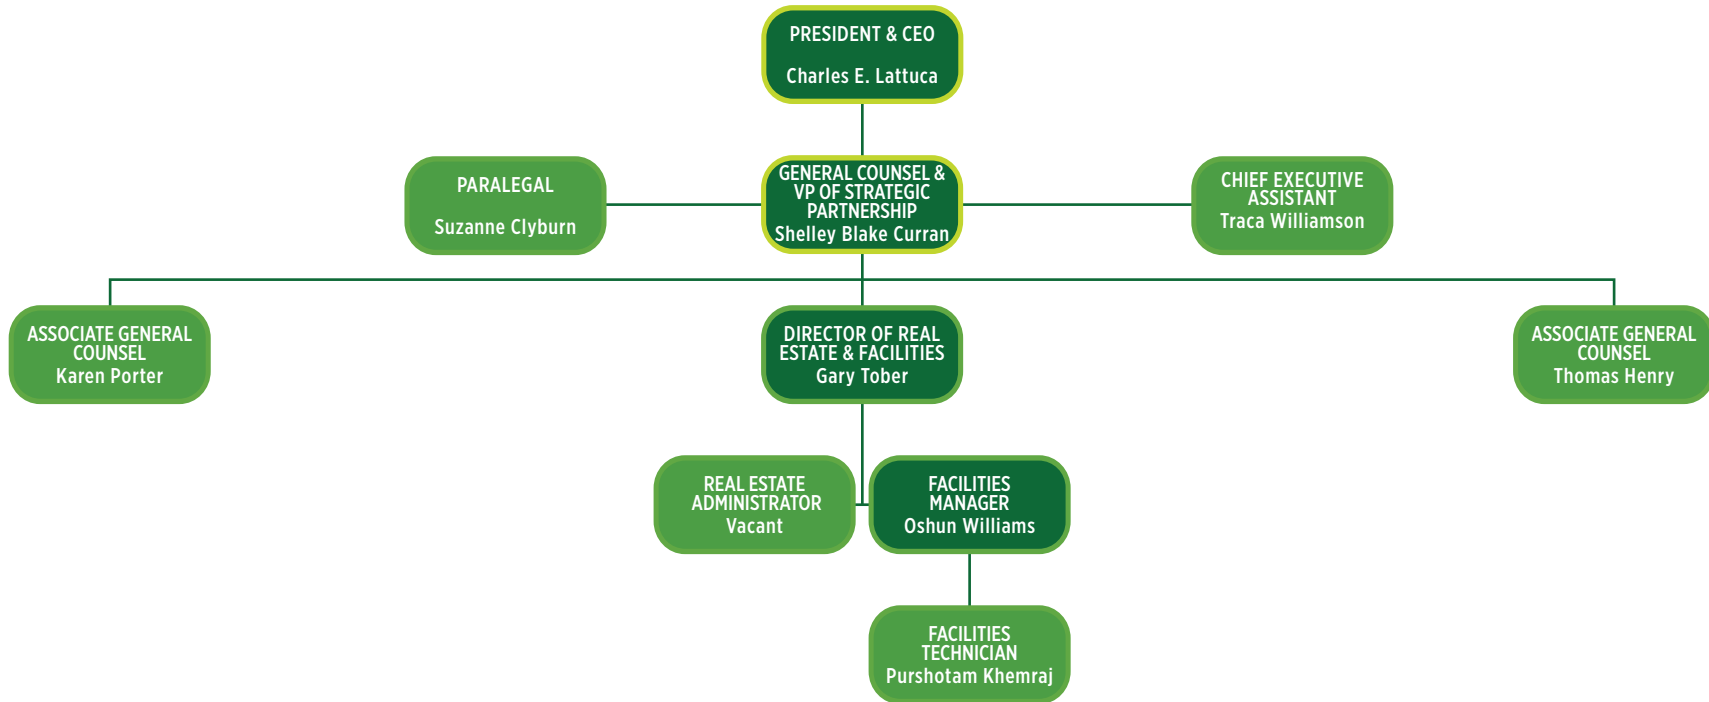 PRESIDENT & CEO
Charles E. Lattuca
PARALEGAL
Suzanne Clyburn
GENERAL COUNSEL &
VP OF STRATEGIC
PARTNERSHIP
Shelley Blake Curran
CHIEF EXECUTIVE
ASSISTANT
Traca Williamson
ASSOCIATE GENERAL
COUNSEL
Karen Porter
DIRECTOR OF REAL
ESTATE & FACILITIES
Gary Tober
ASSOCIATE GENERAL
COUNSEL
Thomas Henry
REAL ESTATE
ADMINISTRATOR
Vacant
FACILITIES
MANAGER
Oshun Williams
FACILITIES
TECHNICIAN
Purshotam Khemraj